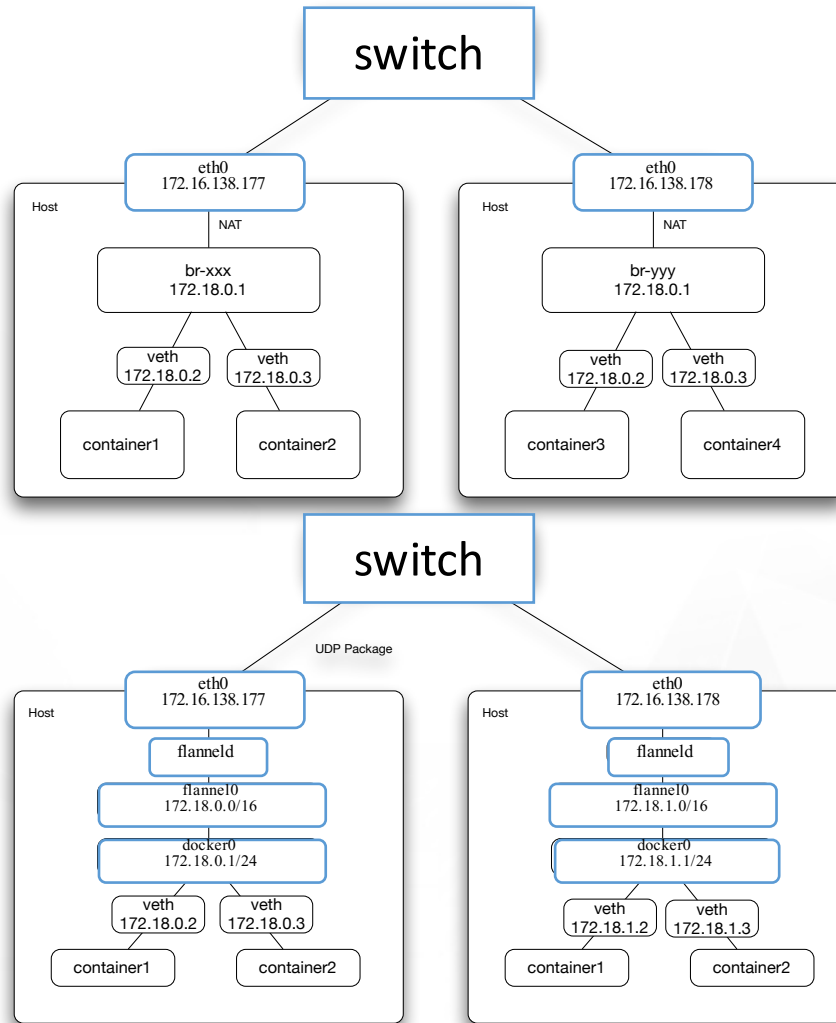 switch
eth0
172.16.138.177
eth0
172.16.138.178
Host
Host
NAT
NAT
br-xxx
172.18.0.1
br-yyy
172.18.0.1
veth
172.18.0.2
veth
172.18.0.3
veth
172.18.0.2
veth
172.18.0.3
container1
container2
container3
container4
switch
UDP Package
eth0
172.16.138.177
eth0
172.16.138.178
Host
Host
flanneld
flanneld
flannel0
172.18.0.0/16
flannel0
172.18.1.0/16
docker0
172.18.0.1/24
docker0
172.18.1.1/24
veth
172.18.0.2
veth
172.18.0.3
veth
172.18.1.2
veth
172.18.1.3
container1
container2
container1
container2